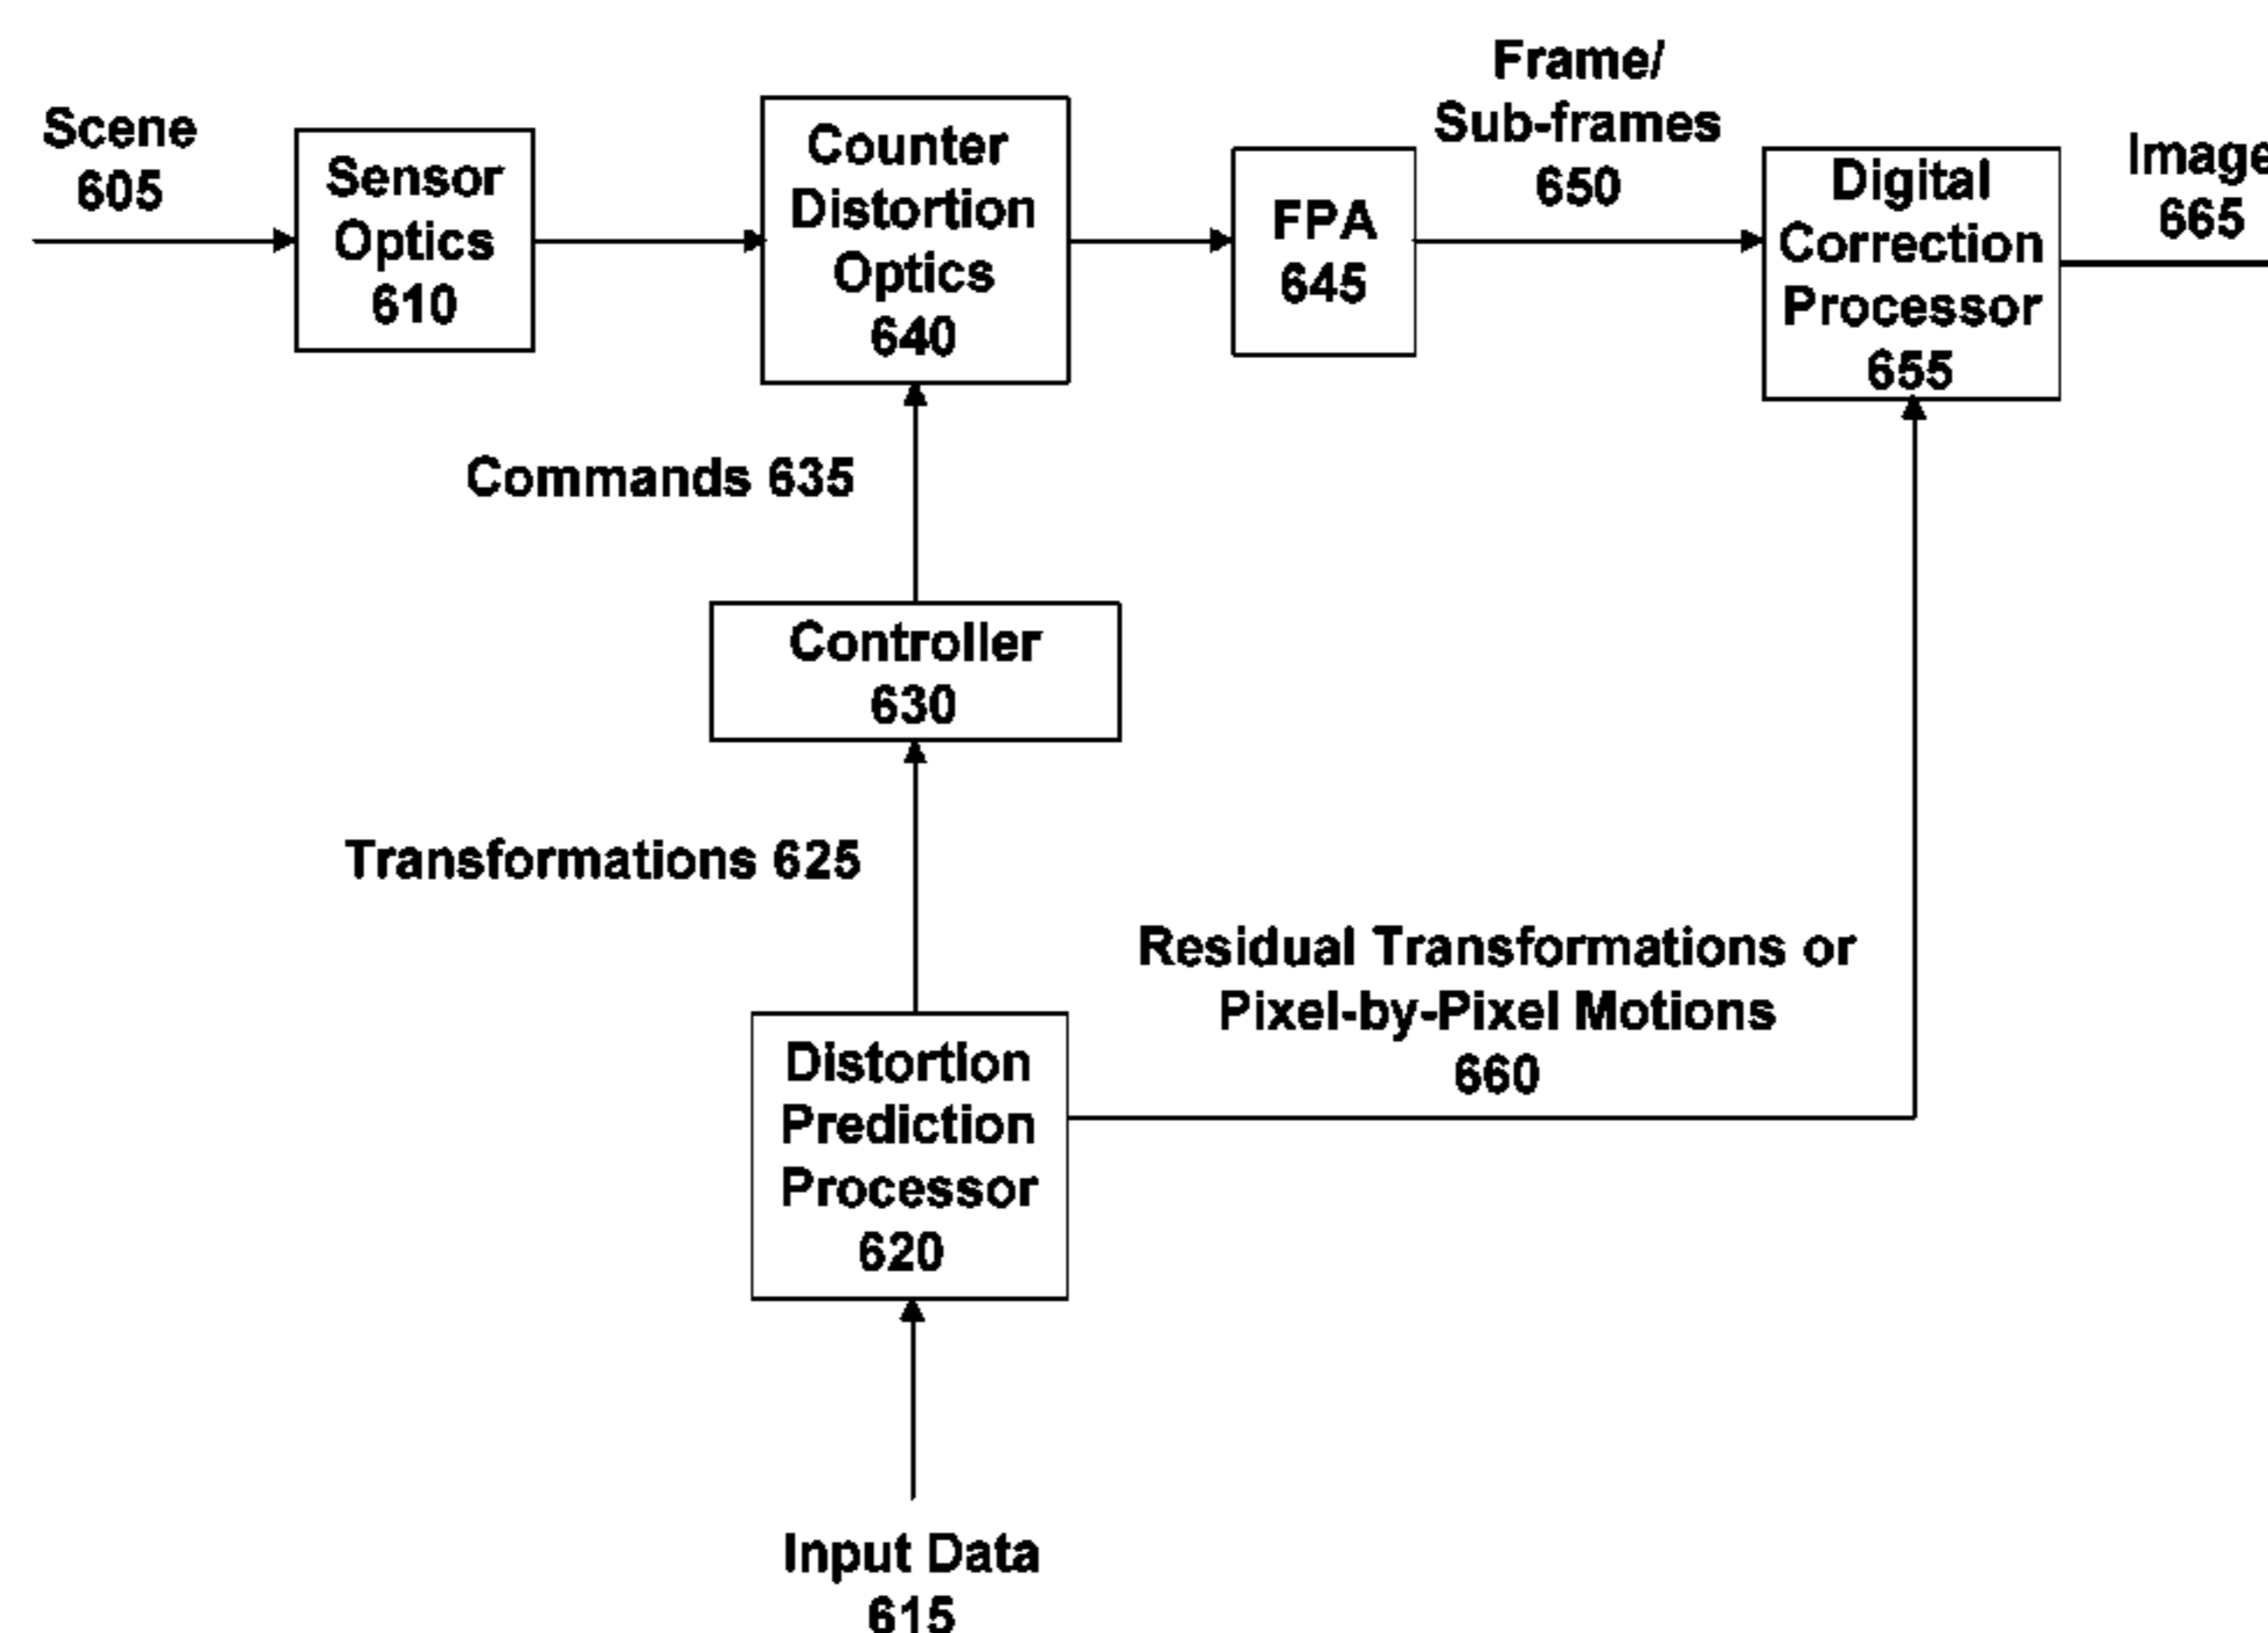 Scene
605
Sensor
Optics
610
Counter
Distortion
Optics
640
FPA
645
Frame/
Sub-frames
650
Digital
Correction
Processor
655
Image
665
Commands 635
Controller
630
Transformations 625
Residual Transformations or
Pixel-by-Pixel Motions
660
Distortion
Prediction
Processor
620
Input Data
615